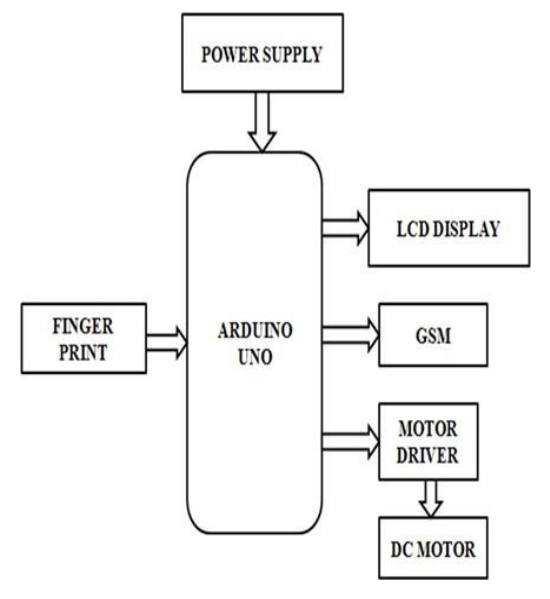 POWER SUPPLY
LCD DISPLAY
FINGER
PRINT
ARDUINO
UNO
GSM
MOTOR
DRIVER
DC MOTOR